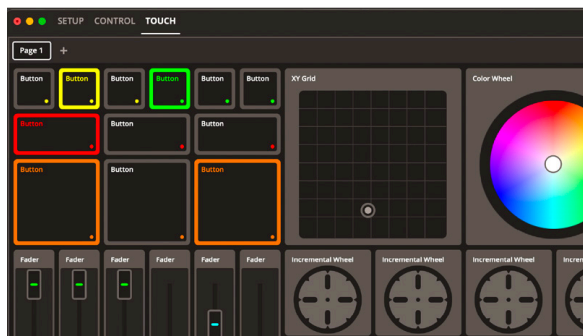 SETUP CONTROL TOUCH
Page 1 +
Button Button Button Button Button Button XY Grid Color Wheel
Button Button Button
Button Button Button
Fader Fader Fader Fader Fader Fader Incremental Wheel Incremental Wheel Incremental Wheel